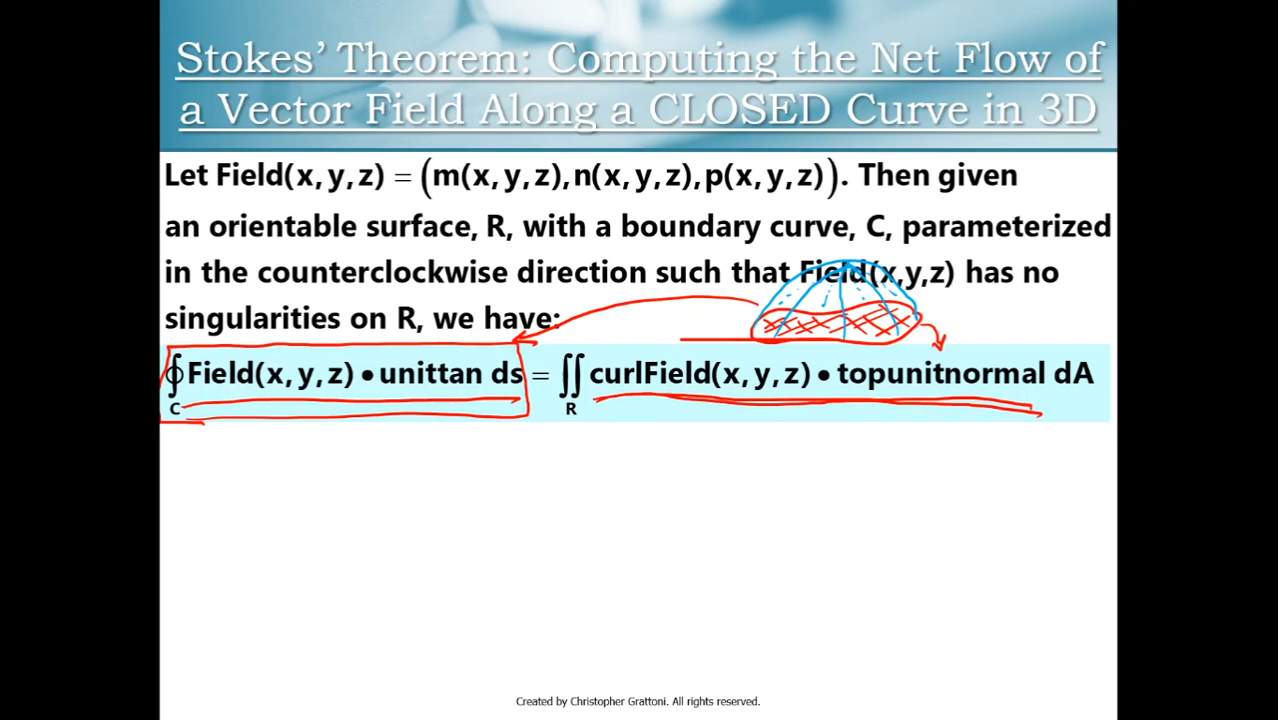 Stokes’ Theorem: Computing the Net Flow of
a Vector Field Along a CLOSED Curve in 3D
Let Field(x, y, z) = (m(x, y, z), n(x, y, z), p(x, y, z)). Then given
an orientable surface, R, with a boundary curve, C, parameterized
in the counterclockwise direction such that Field(x,y,z) has no
singularities on R, we have:
∮_C Field(x, y, z) • unittan ds = ∬_R curlField(x, y, z) • topunitnormal dA
Created by Christopher Grattoni. All rights reserved.